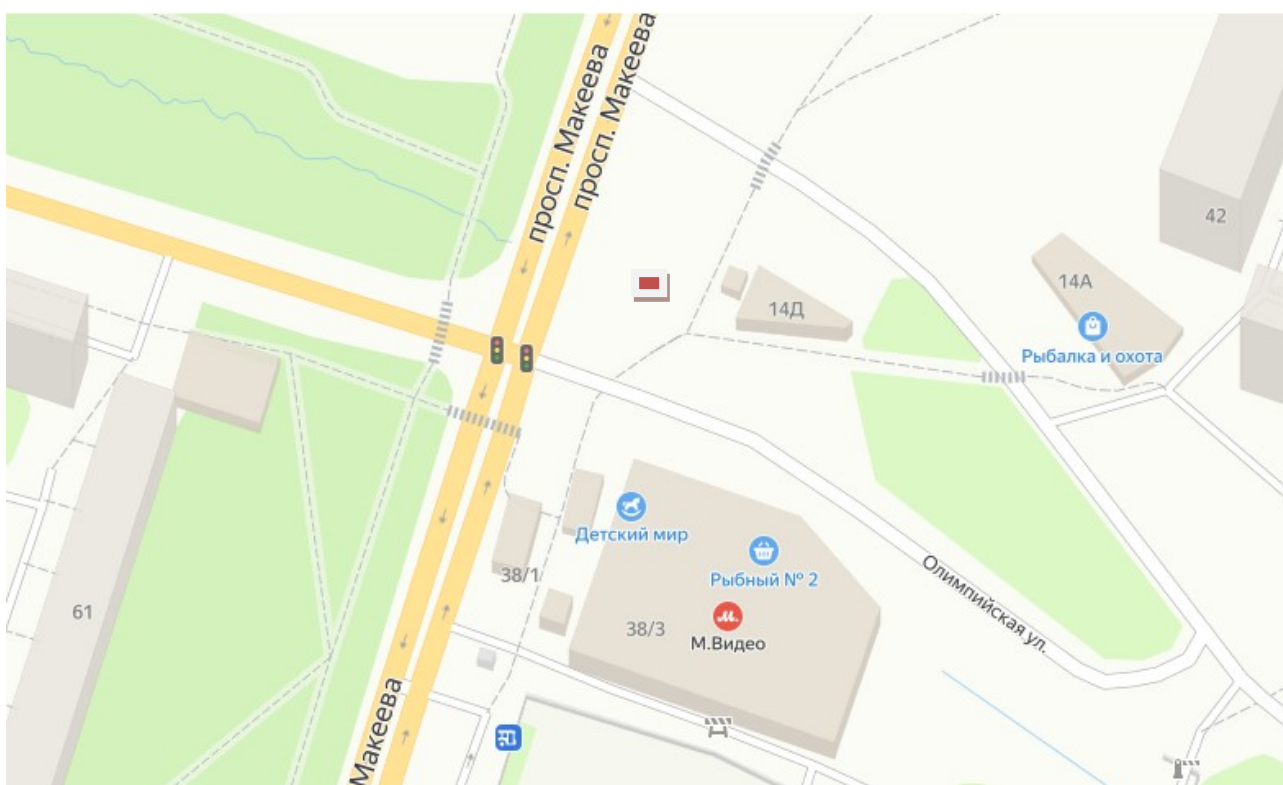 просп. Макеева
просп. Макеева
42
14А
14Д
Рыбалка и охота
Детский мир
Рыбный № 2
38/1
61
38/3
М.Видео
Олимпийская ул.
Макеева